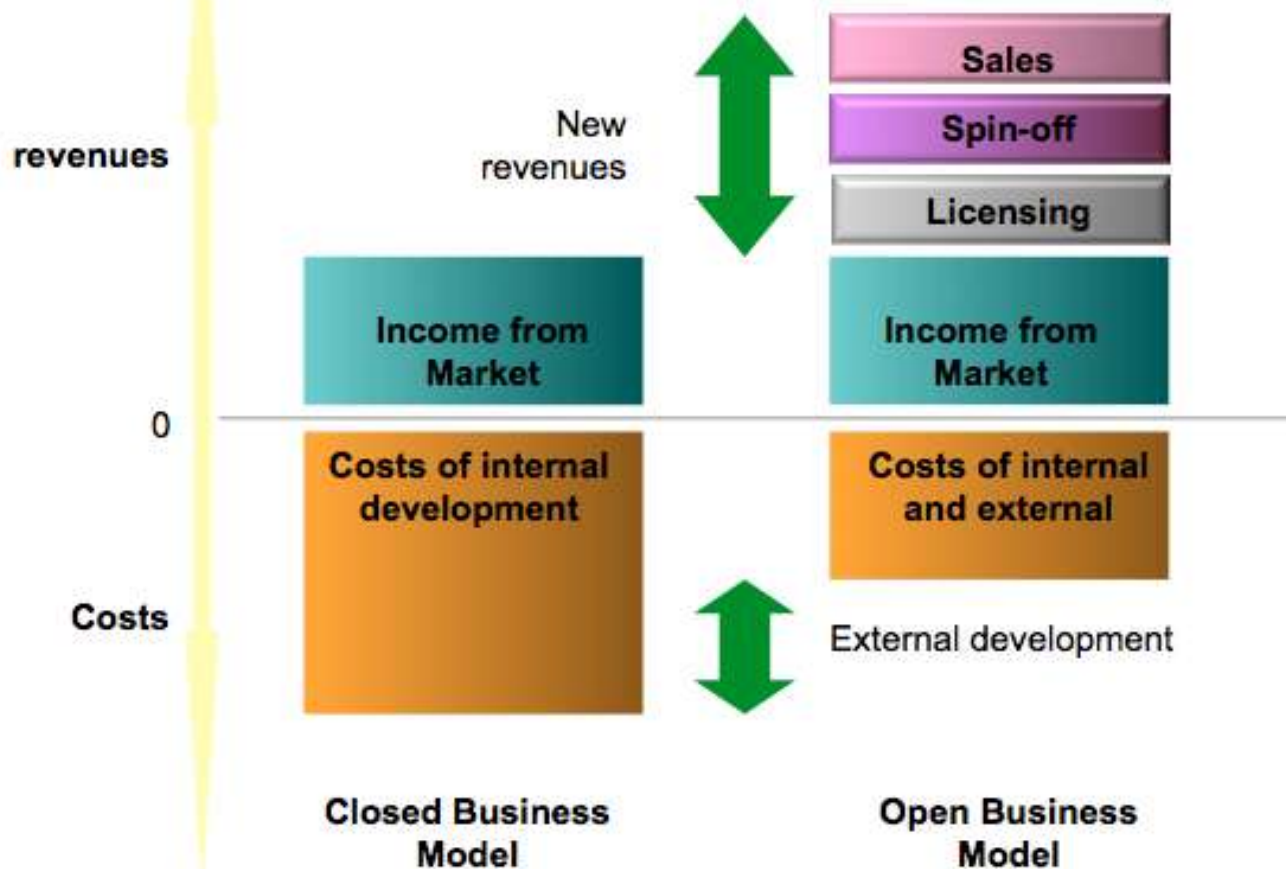 Sales
Spin-off
Licensing
New
revenues
revenues
Income from
Market
Income from
Market
0
Costs of internal
development
Costs of internal
and external
Costs
External development
Closed Business
Model
Open Business
Model